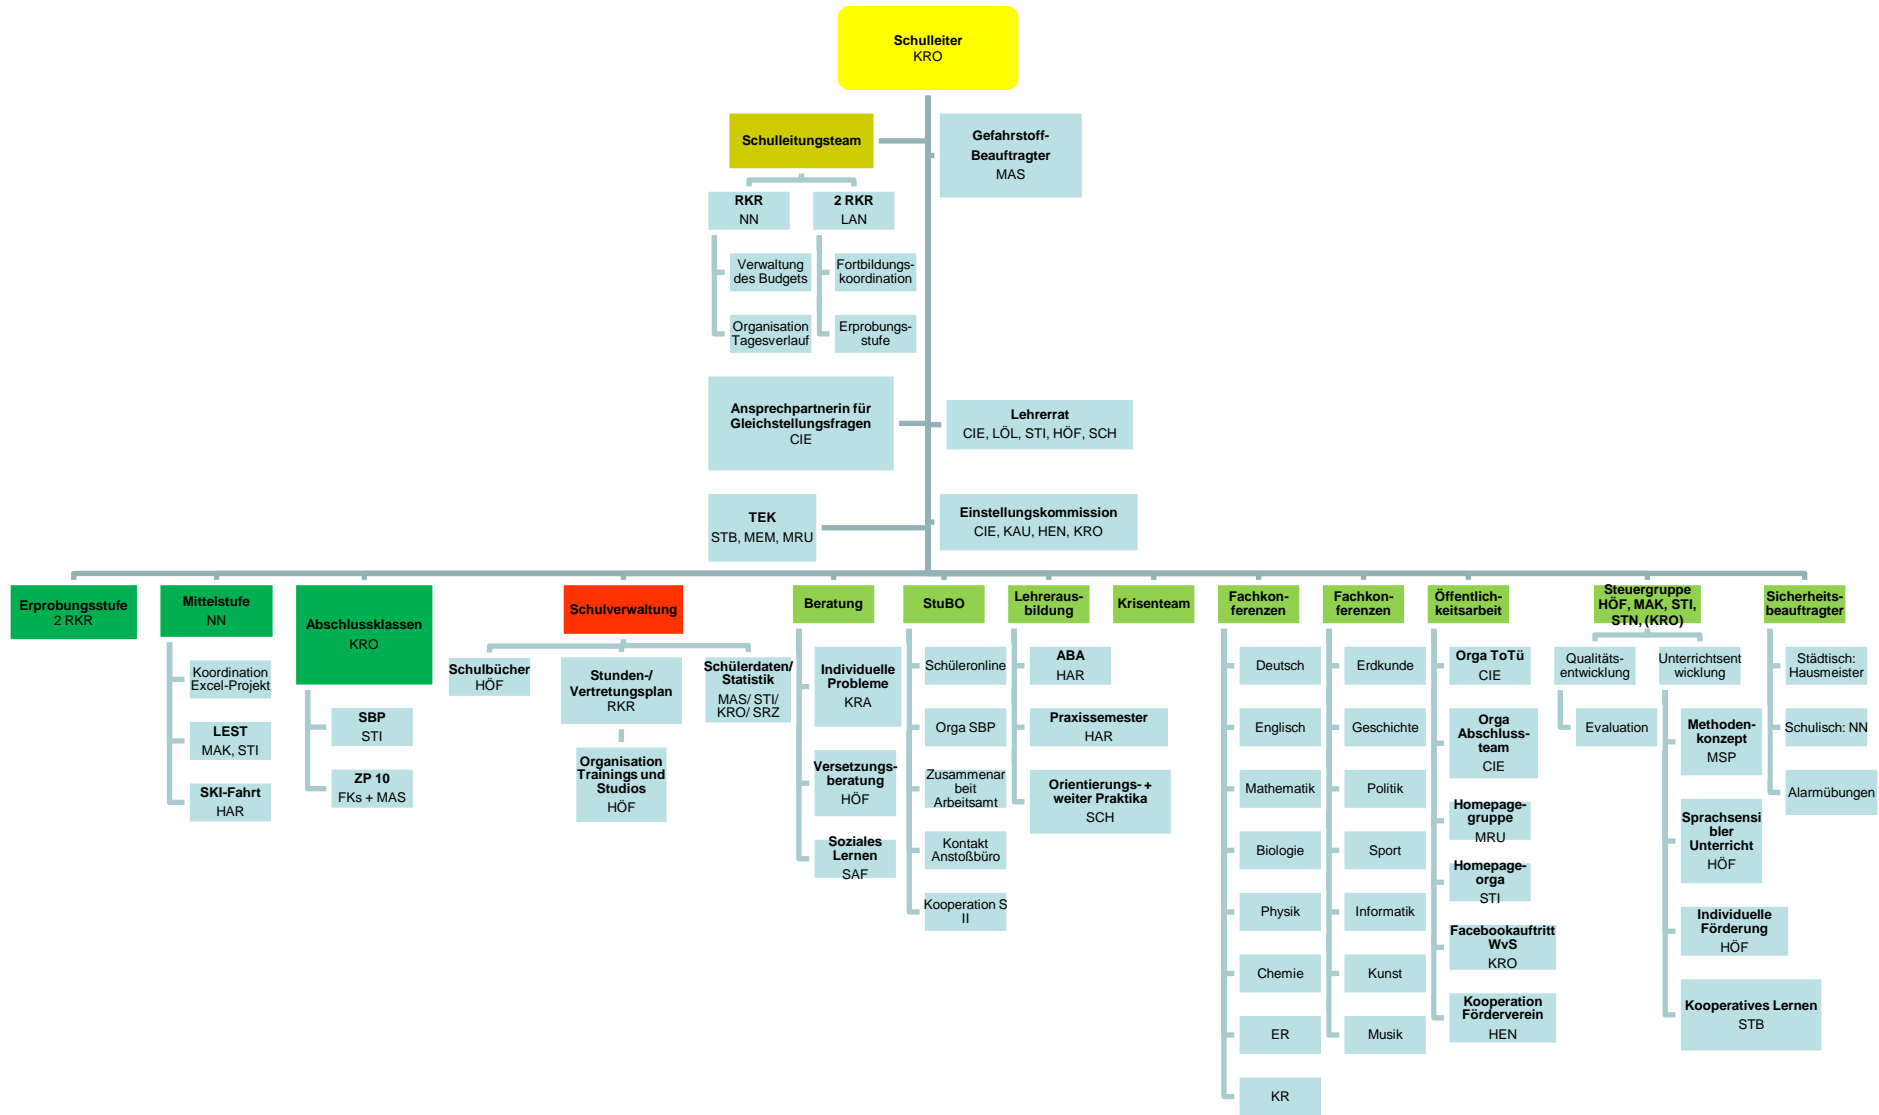 Schulleiter
KRO
Schulleitungsteam
Gefahrstoff-
Beauftragter
MAS
RKR
NN
2 RKR
LAN
Verwaltung
des Budgets
Fortbildungs-
koordination
Organisation
Tagesverlauf
Erprobungs-
stufe
Ansprechpartnerin für
Gleichstellungsfragen
CIE
Lehrerrat
CIE, LÖL, STI, HÖF, SCH
TEK
STB, MEM, MRU
Einstellungskommission
CIE, KAU, HEN, KRO
Erprobungsstufe
2 RKR
Mittelstufe
NN
Koordination
Excel-Projekt
LEST
MAK, STI
SKI-Fahrt
HAR
Abschlussklassen
KRO
SBP
STI
ZP 10
FKs + MAS
Schulverwaltung
Schulbücher
HÖF
Stunden-/
Vertretungsplan
RKR
Organisation
Trainings und
Studios
HÖF
Schülerdaten/
Statistik
MAS/ STI/
KRO/ SRZ
Beratung
Individuelle
Probleme
KRA
Versetzungs-
beratung
HÖF
Soziales
Lernen
SAF
StuBO
Schüleronline
Orga SBP
Zusammenar
beit
Arbeitsamt
Kontakt
Anstoßbüro
Kooperation S
II
Lehreraus-
bildung
ABA
HAR
Praxissemester
HAR
Orientierungs- +
weiter Praktika
SCH
Krisenteam
Fachkon-
ferenzen
Deutsch
Englisch
Mathematik
Biologie
Physik
Chemie
ER
KR
Fachkon-
ferenzen
Erdkunde
Geschichte
Politik
Sport
Informatik
Kunst
Musik
Öffentlich-
keitsarbeit
Orga ToTü
CIE
Orga
Abschluss-
team
CIE
Homepage-
gruppe
MRU
Homepage-
orga
STI
Facebookauftritt
WvS
KRO
Kooperation
Förderverein
HEN
Steuergruppe
HÖF, MAK, STI,
STN, (KRO)
Qualitäts-
entwicklung
Evaluation
Unterrichtsent
wicklung
Methoden-
konzept
MSP
Sprachsensi
bler
Unterricht
HÖF
Individuelle
Förderung
HÖF
Kooperatives Lernen
STB
Sicherheits-
beauftragter
Städtisch:
Hausmeister
Schulisch: NN
Alarmübungen